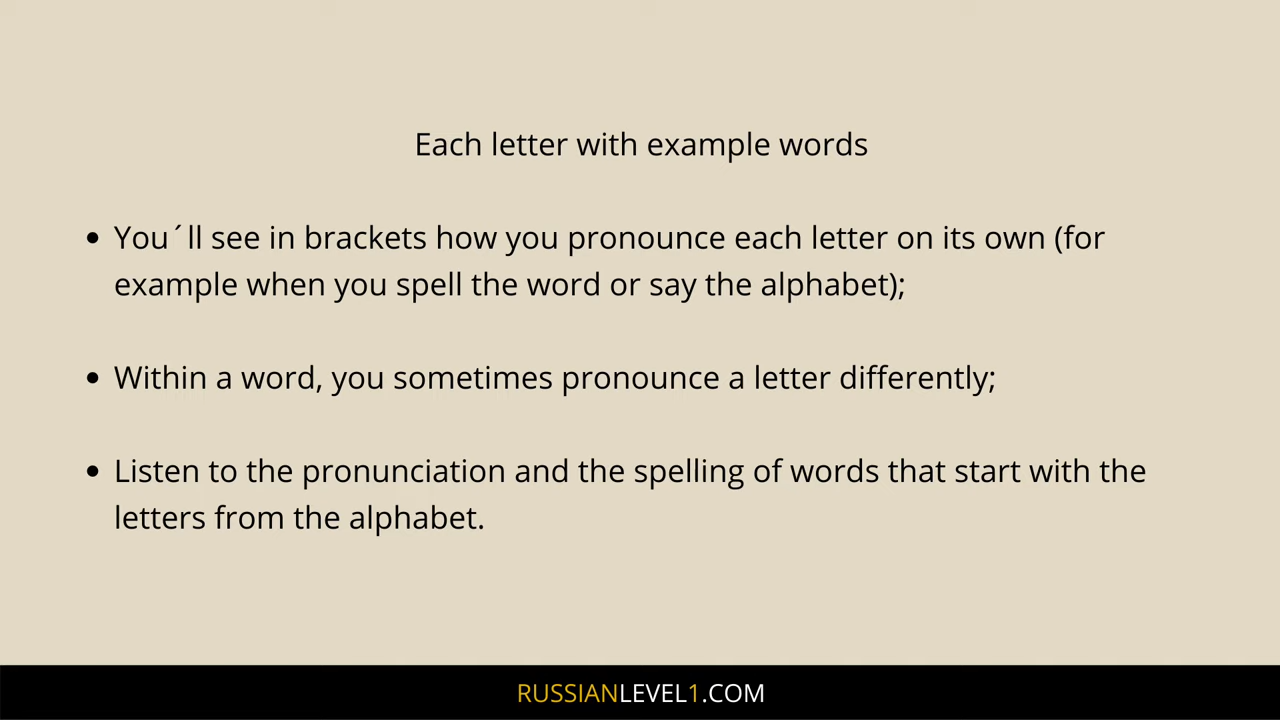 Each letter with example words
• You´ll see in brackets how you pronounce each letter on its own (for
example when you spell the word or say the alphabet);
• Within a word, you sometimes pronounce a letter differently;
• Listen to the pronunciation and the spelling of words that start with the
letters from the alphabet.
RUSSIANLEVEL1.COM